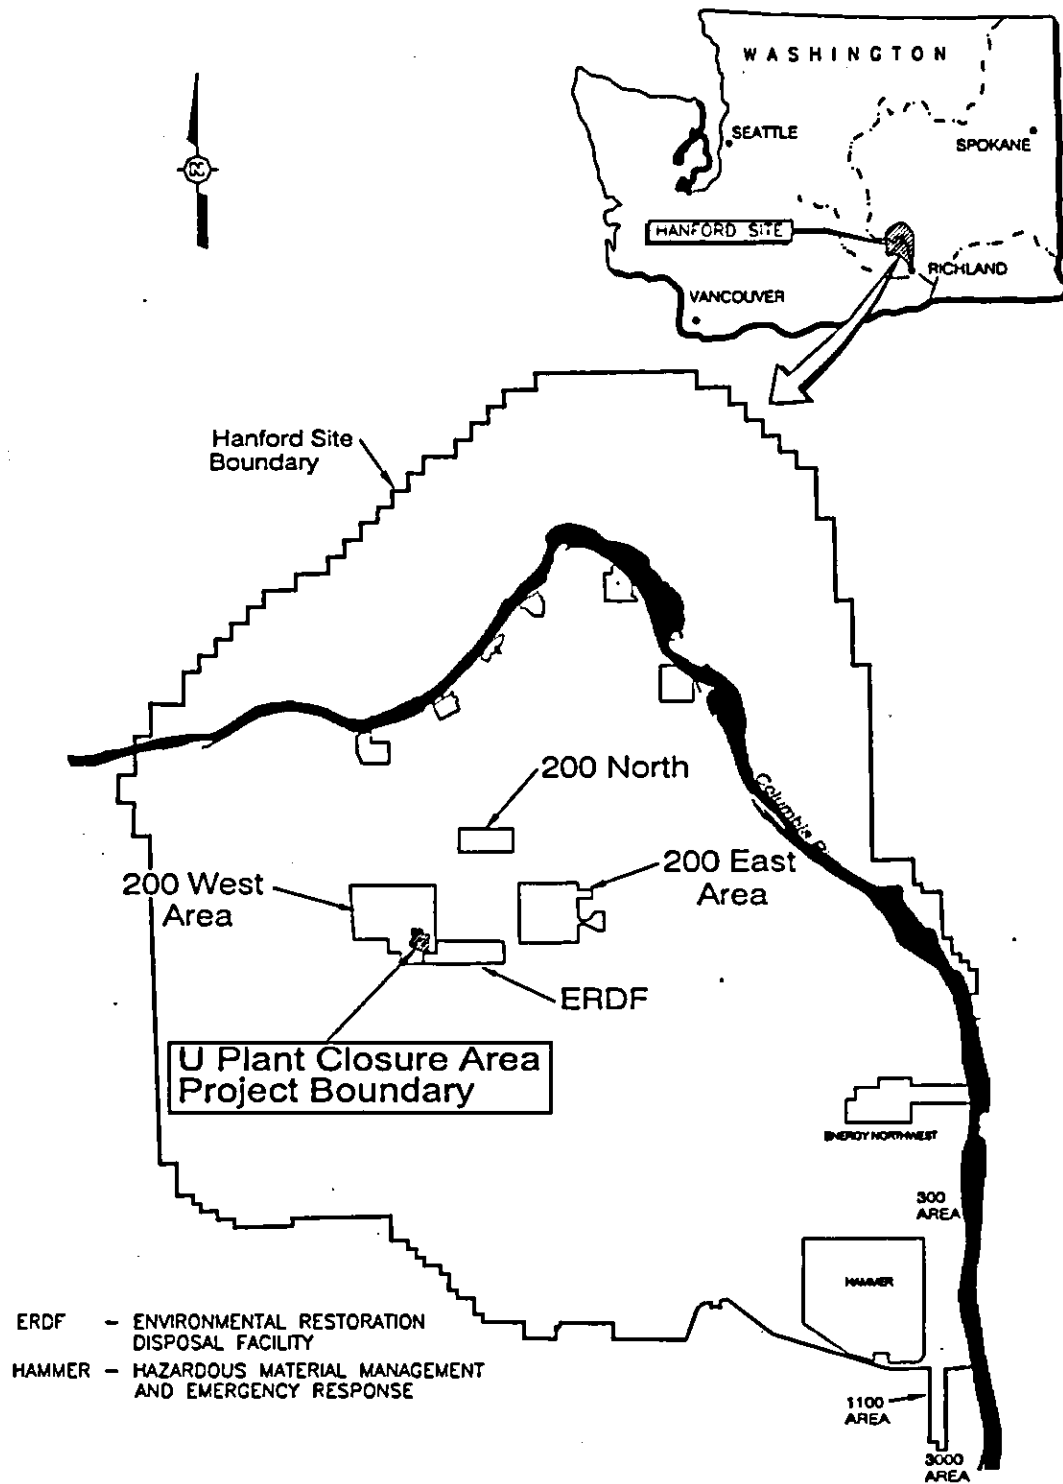 WASHINGTON
SEATTLE
SPOKANE
HANFORD SITE
RICHLAND
VANCOUVER
Hanford Site
Boundary
200 North
Columbia
200 West
Area
200 East
Area
ERDF
U Plant Closure Area
Project Boundary
ENERGY NORTHWEST
300
AREA
HAMMER
ERDF – ENVIRONMENTAL RESTORATION
DISPOSAL FACILITY
HAMMER – HAZARDOUS MATERIAL MANAGEMENT
AND EMERGENCY RESPONSE
1100
AREA
3000
AREA